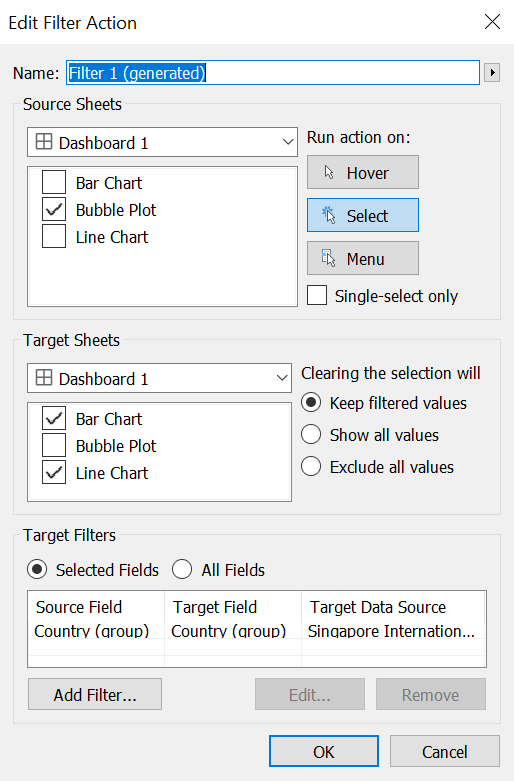 Edit Filter Action
Name: Filter 1 (generated)
Source Sheets
Dashboard 1
Bar Chart
Bubble Plot
Line Chart
Run action on:
Hover
Select
Menu
Single-select only
Target Sheets
Dashboard 1
Bar Chart
Bubble Plot
Line Chart
Clearing the selection will
Keep filtered values
Show all values
Exclude all values
Target Filters
Selected Fields All Fields
Source Field Target Field Target Data Source
Country (group) Country (group) Singapore Internation...
Add Filter... Edit... Remove
OK Cancel